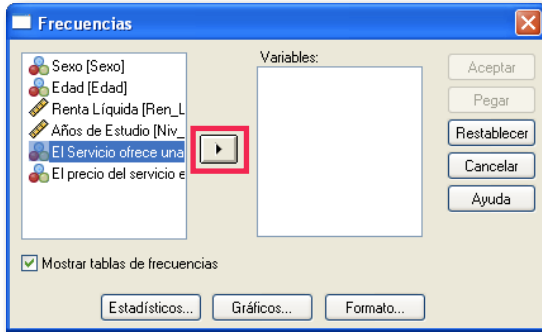 Frecuencias
Sexo [Sexo]
Edad [Edad]
Renta Líquida [Ren_L
Años de Estudio [Niv_
El Servicio ofrece una
El precio del servicio e
Variables:
Aceptar
Pegar
Restablecer
Cancelar
Ayuda
Mostrar tablas de frecuencias
Estadísticos...
Gráficos...
Formato...